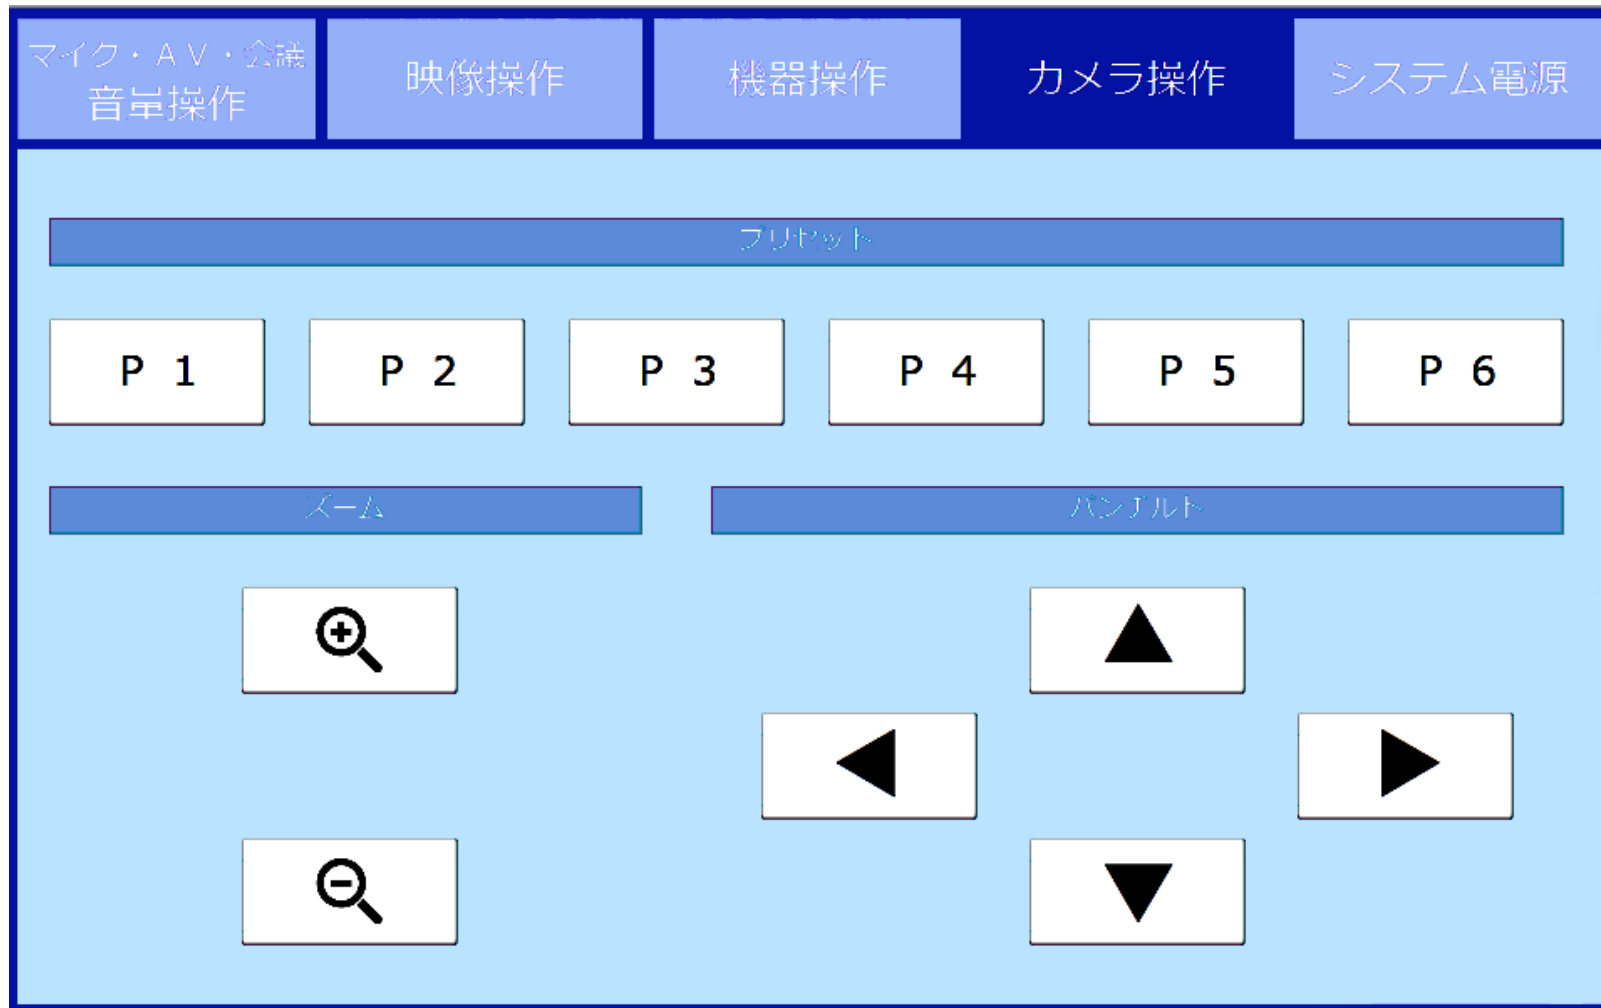 マイク・ＡＶ・会議
音量操作
映像操作
機器操作
カメラ操作
システム電源
プリセット
P 1
P 2
P 3
P 4
P 5
P 6
ズーム
パンチルト